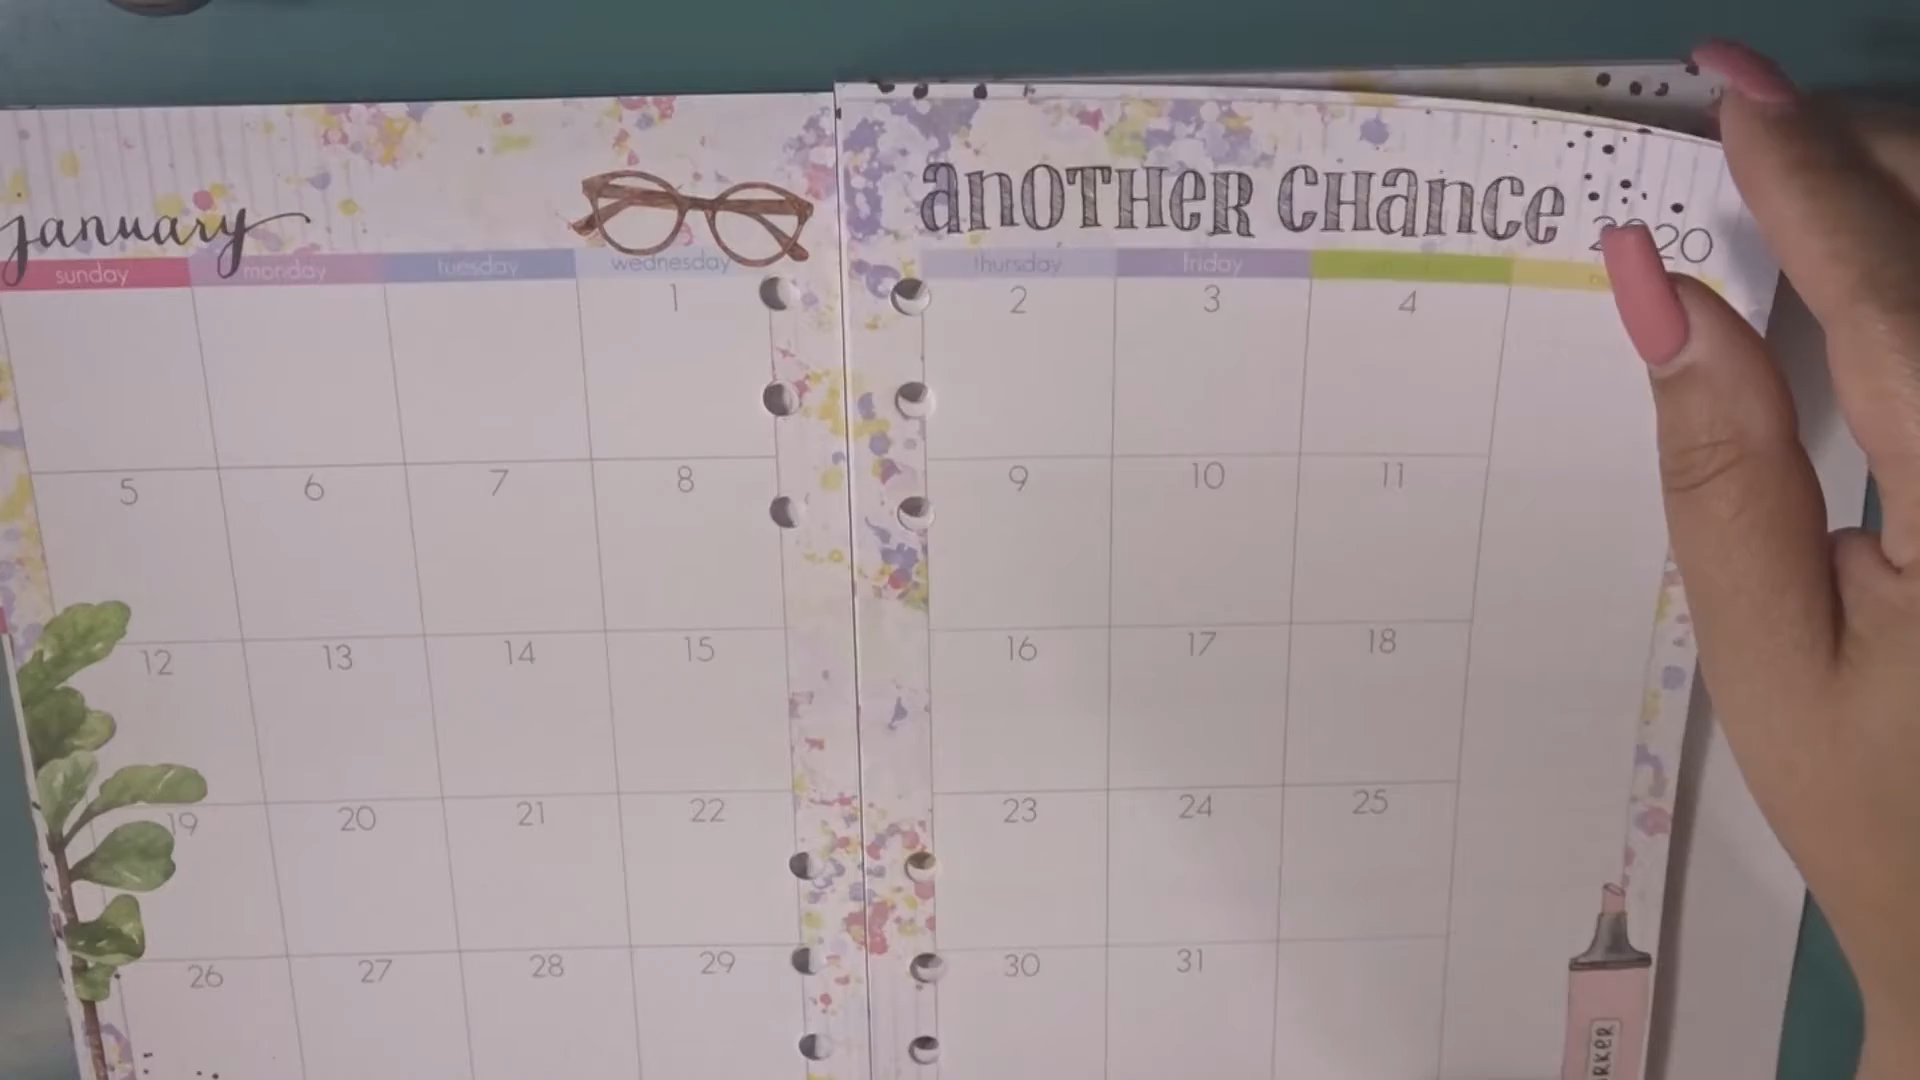 january
anoTHeR CHance
2020
sunday monday tuesday wednesday thursday friday
1 2 3 4
5 6 7 8 9 10 11
12 13 14 15 16 17 18
19 20 21 22 23 24 25
26 27 28 29 30 31